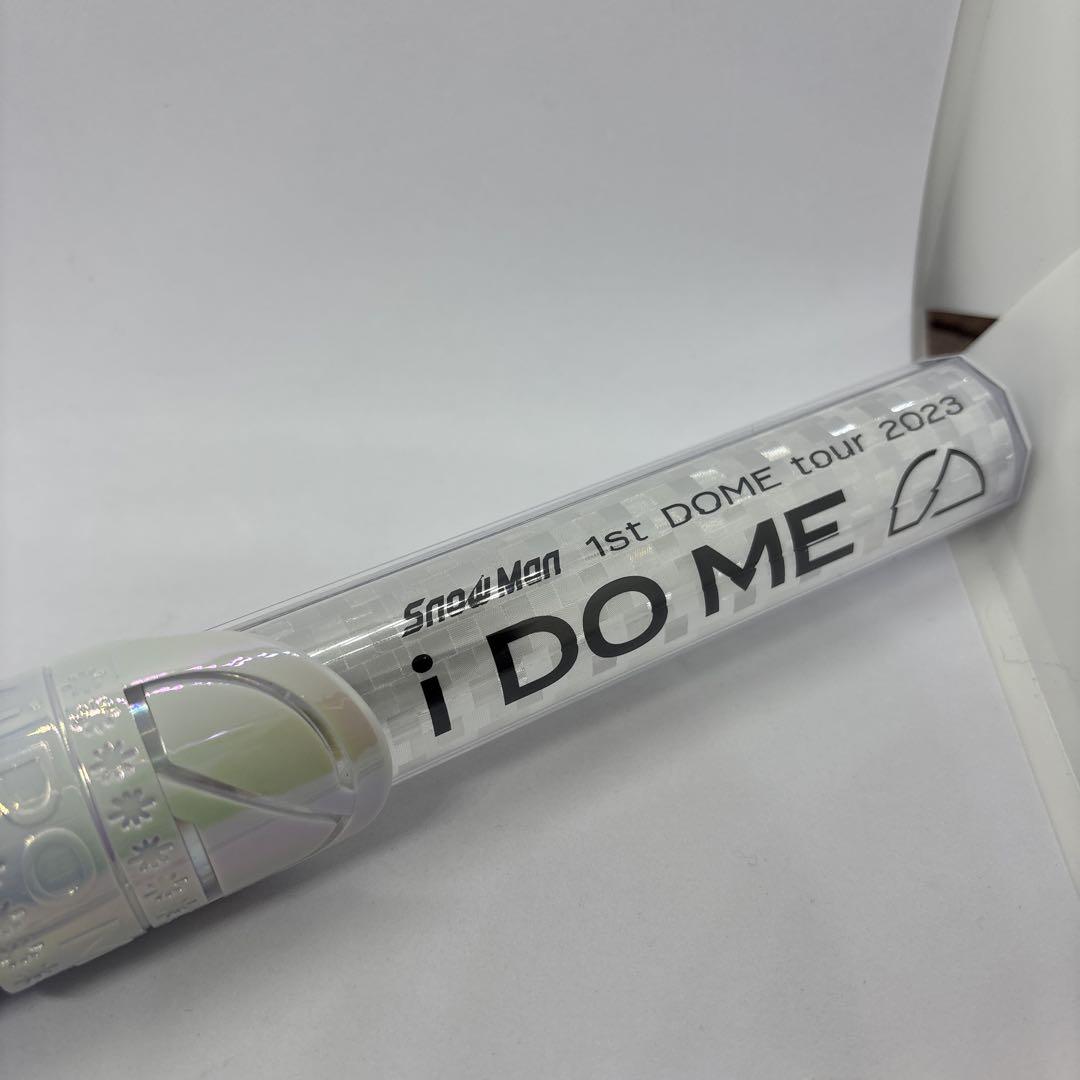 Snow Man 1st DOME tour 2023
i DO ME